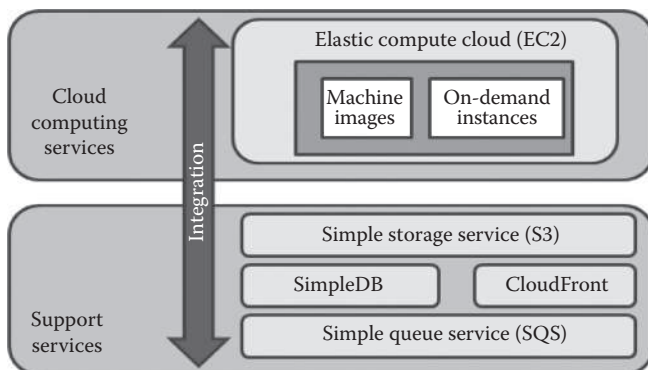 Elastic compute cloud (EC2)
Cloud
computing
services
Machine
images
On-demand
instances
Integration
Simple storage service (S3)
SimpleDB
CloudFront
Support
services
Simple queue service (SQS)